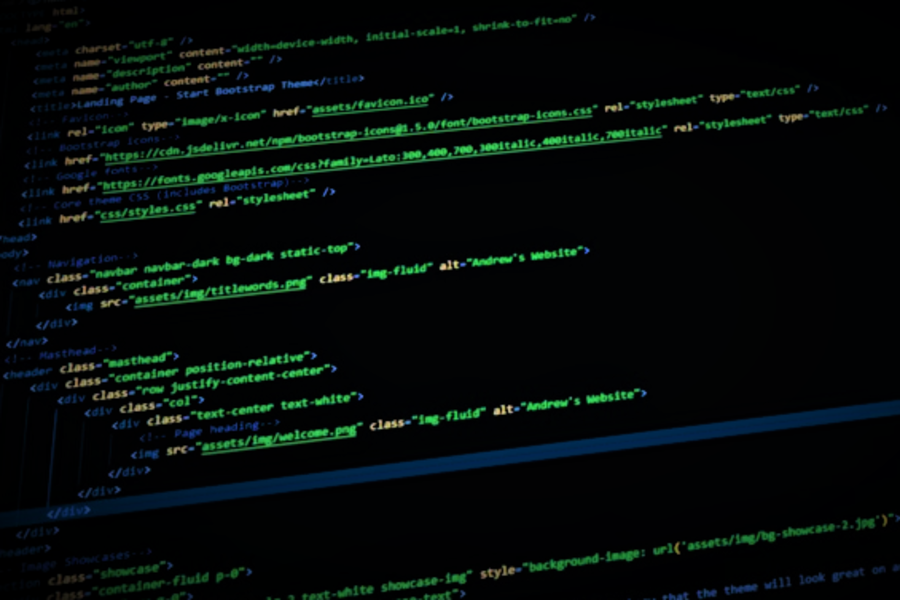 html>
lang="en">
<meta charset="utf-8" />
<meta name="viewport" content="width=device-width, initial-scale=1, shrink-to-fit=no" />
<meta name="description" content="" />
<meta name="author" content="" />
<title>Landing Page - Start Bootstrap Theme</title>
<!-- Favicon-->
<link rel="icon" type="image/x-icon" href="assets/favicon.ico" />
<!-- Bootstrap icons-->
<link href="https://cdn.jsdelivr.net/npm/bootstrap-icons@1.5.0/font/bootstrap-icons.css" rel="stylesheet" type="text/css" />
<!-- Google fonts-->
<link href="https://fonts.googleapis.com/css?family=Lato:300,400,700,300italic,400italic,700italic" rel="stylesheet" type="text/css" />
<!-- Core theme CSS (includes Bootstrap)-->
<link href="css/styles.css" rel="stylesheet" />
/head>
ody>
<!-- Navigation-->
<nav class="navbar navbar-dark bg-dark static-top">
<div class="container">
<img src="assets/img/titlewords.png" class="img-fluid" alt="Andrew's Website">
</div>
</nav>
<!-- Masthead-->
<header class="masthead">
<div class="container position-relative">
<div class="row justify-content-center">
<div class="col">
<div class="text-center text-white">
<!-- Page heading-->
<img src="assets/img/welcome.png" class="img-fluid" alt="Andrew's Website">
</div>
</div>
</div>
</div>
header>
Image Showcases-->
class="showcase">
class="container-fluid p-0">
text-white showcase-img" style="background-image: url('assets/img/bg-showcase-2.jpg')">
that the theme will look great on